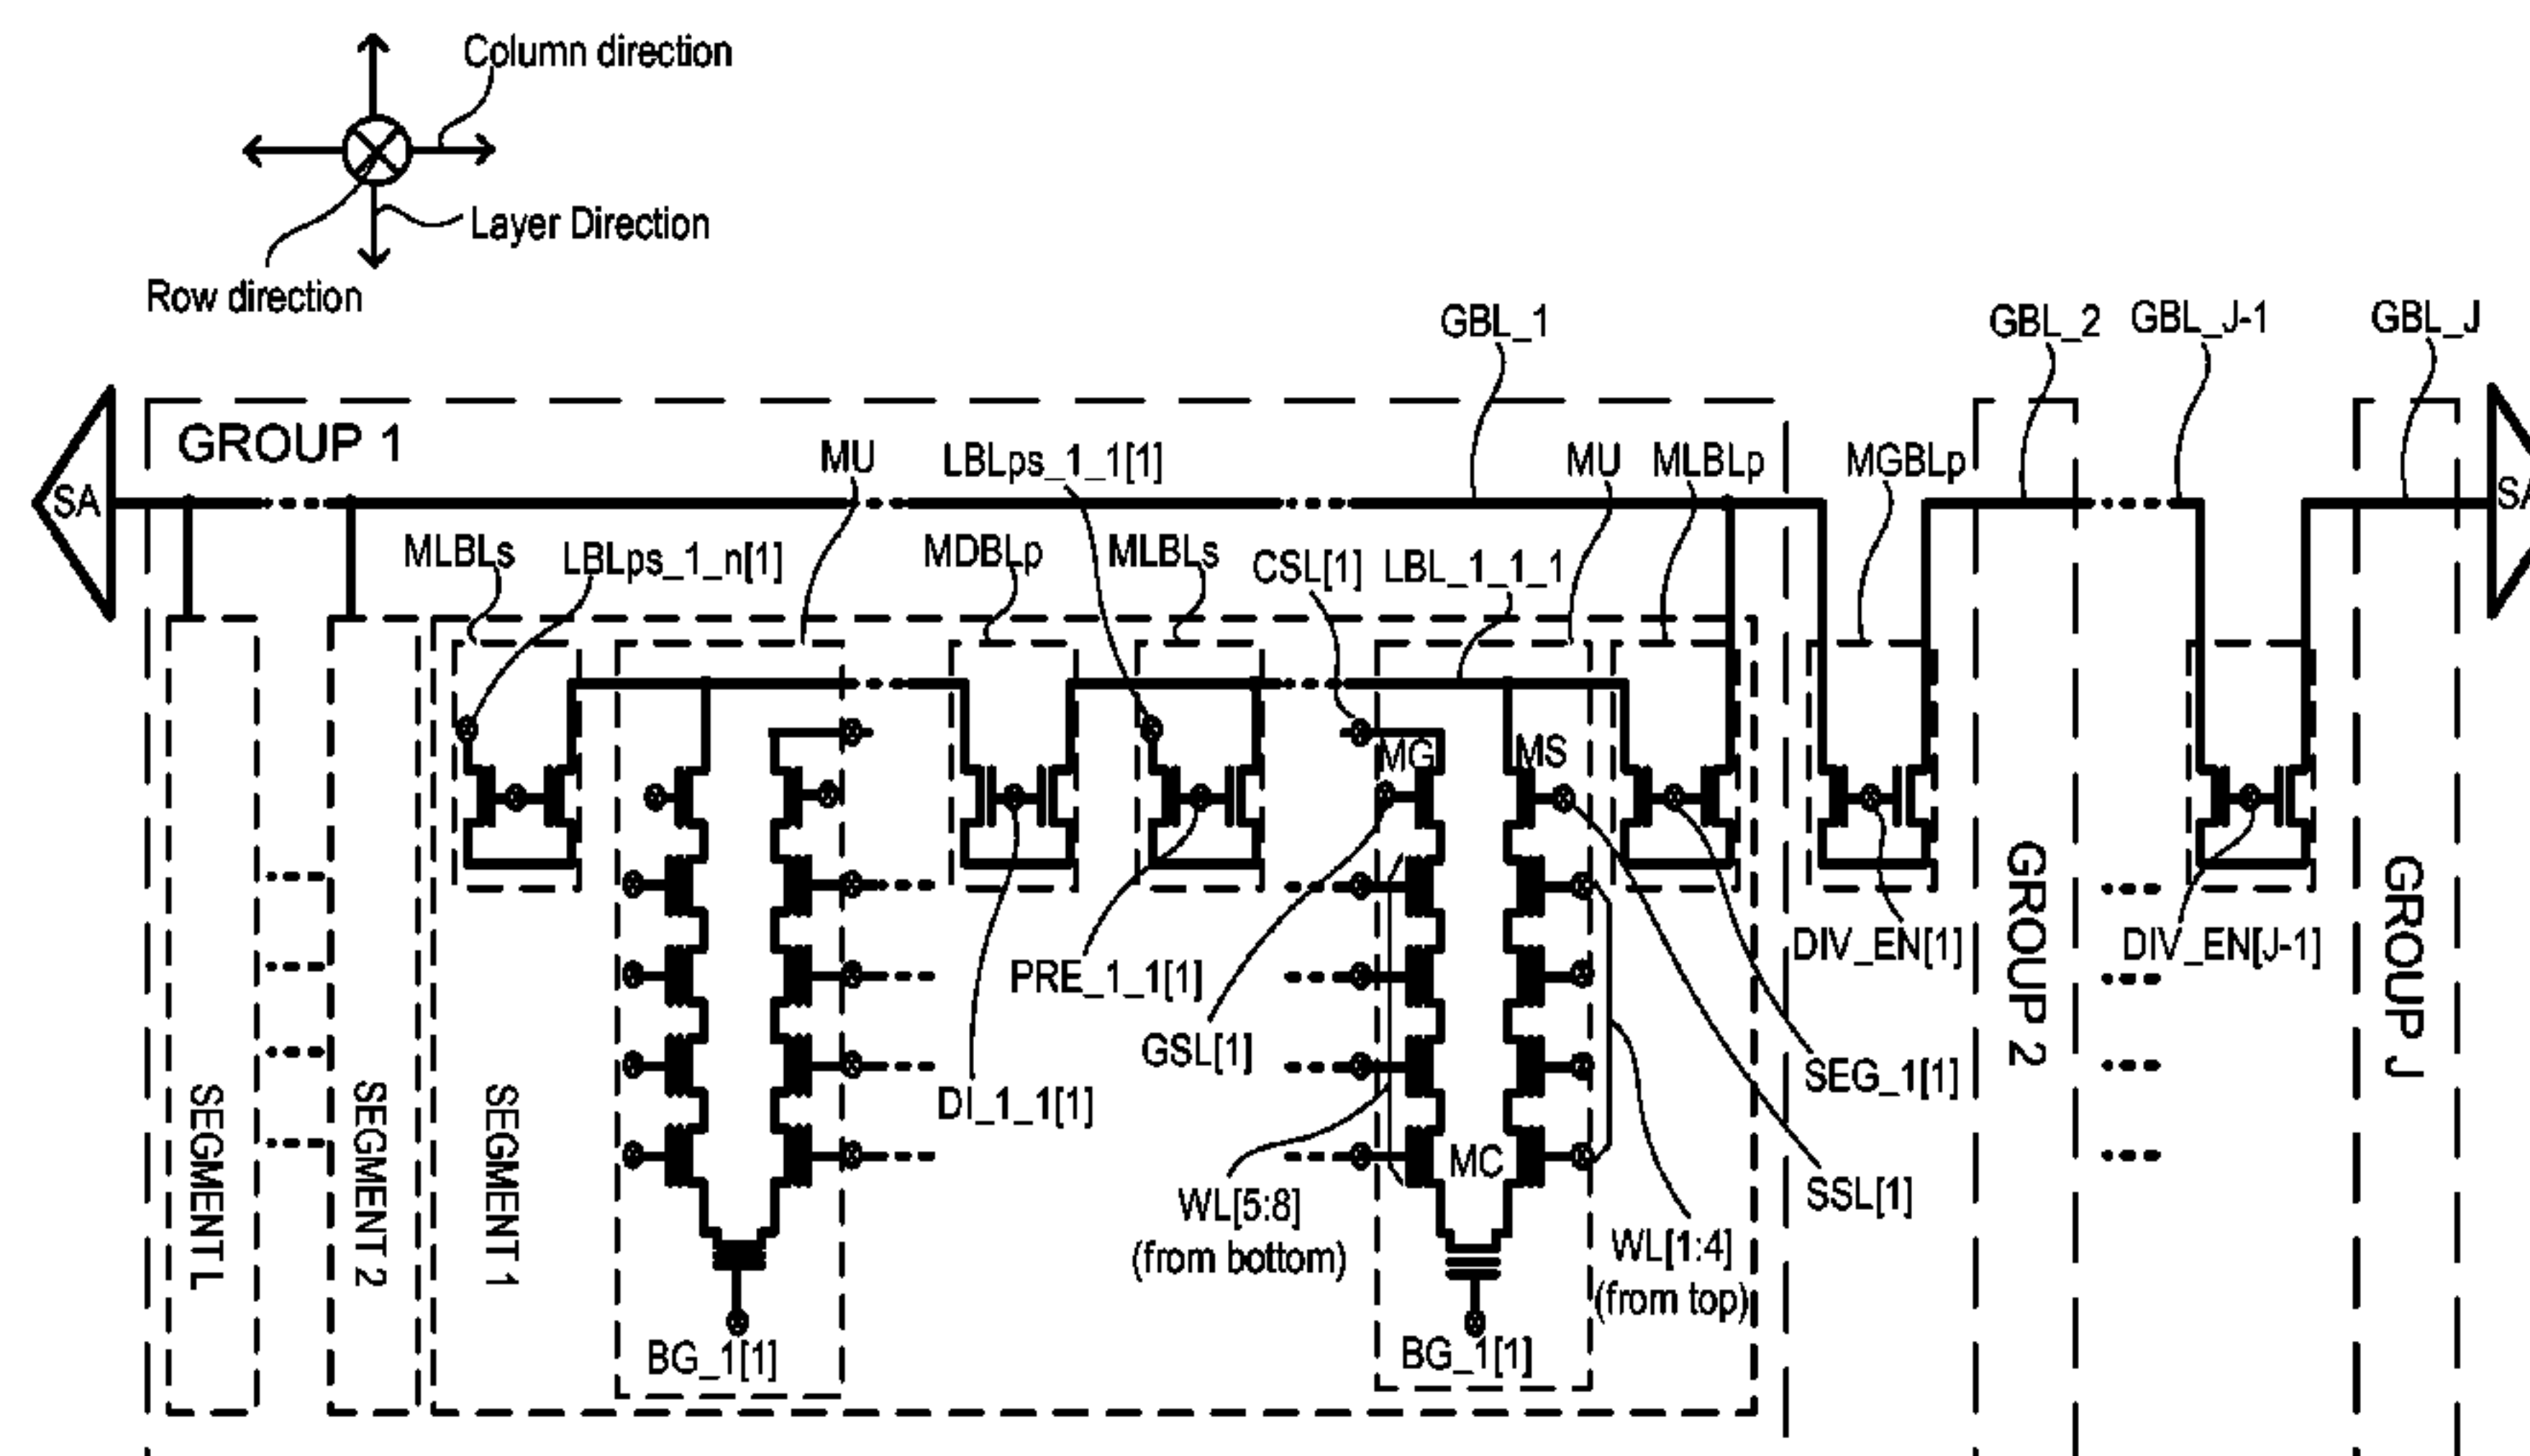 Column direction
Layer Direction
Row direction
GBL_1
GBL_2
GBL_J-1
GBL_J
GROUP 1
MU
LBLps_1_1[1]
MU
MLBLp
MGBLp
SA
SA
MLBLs
LBLps_1_n[1]
MDBLp
MLBLs
CSL[1]
LBL_1_1_1
MG
MS
GROUP 2
GROUP J
DIV_EN[1]
DIV_EN[J-1]
PRE_1_1[1]
GSL[1]
SEG_1[1]
DI_1_1[1]
SEGMENT L
SEGMENT 2
SEGMENT 1
MC
WL[5:8]
(from bottom)
SSL[1]
WL[1:4]
(from top)
BG_1[1]
BG_1[1]